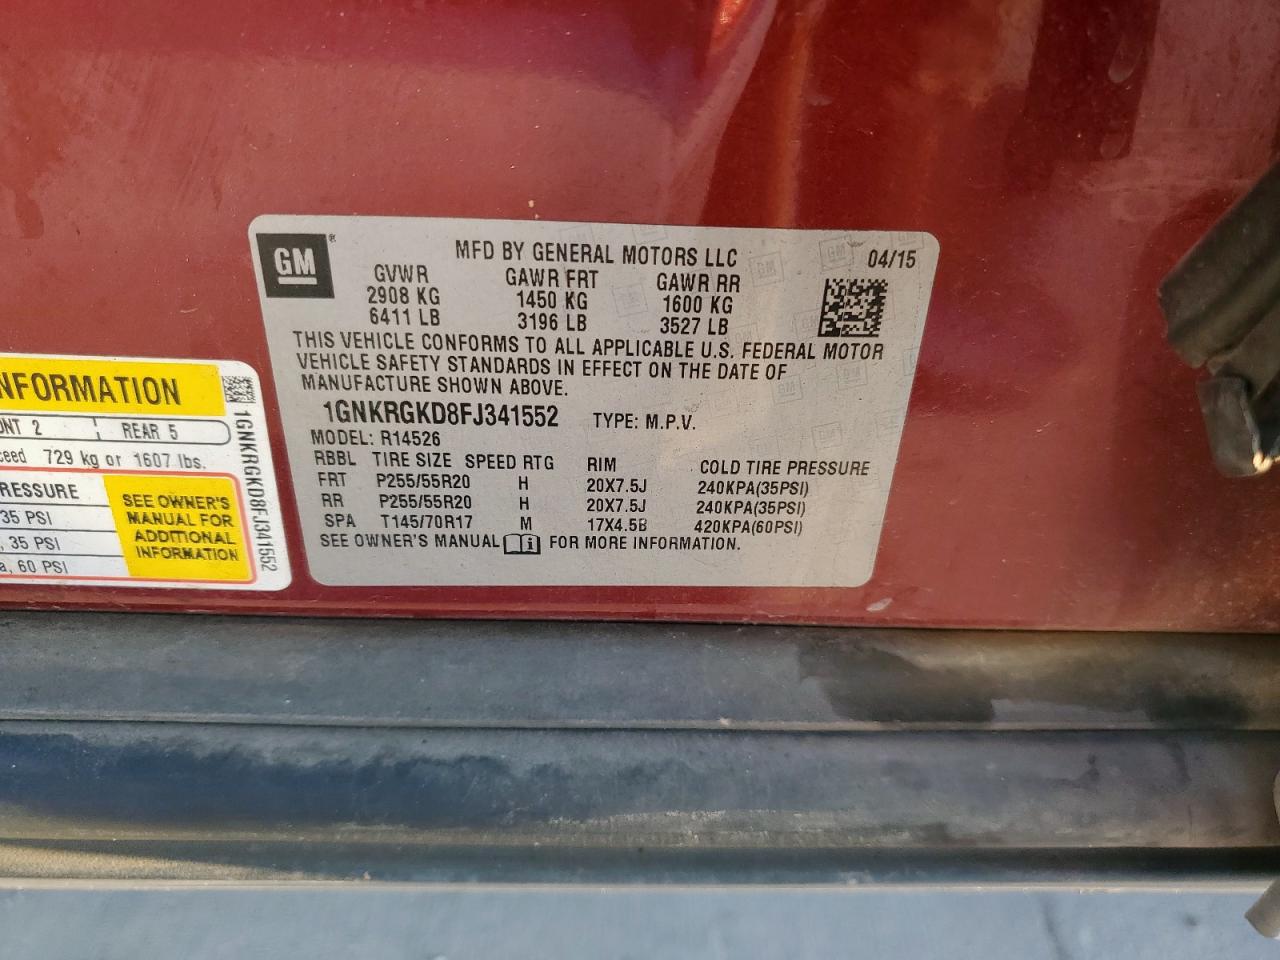 GM ®
MFD BY GENERAL MOTORS LLC 04/15
GVWR GAWR FRT GAWR RR
2908 KG 1450 KG 1600 KG
6411 LB 3196 LB 3527 LB
THIS VEHICLE CONFORMS TO ALL APPLICABLE U.S. FEDERAL MOTOR
VEHICLE SAFETY STANDARDS IN EFFECT ON THE DATE OF
MANUFACTURE SHOWN ABOVE.
1GNKRGKD8FJ341552 TYPE: M.P.V.
MODEL: R14526
RBBL TIRE SIZE SPEED RTG RIM COLD TIRE PRESSURE
FRT P255/55R20 H 20X7.5J 240KPA(35PSI)
RR P255/55R20 H 20X7.5J 240KPA(35PSI)
SPA T145/70R17 M 17X4.5B 420KPA(60PSI)
SEE OWNER'S MANUAL FOR MORE INFORMATION.
NFORMATION
NT 2 REAR 5
ceed 729 kg or 1607 lbs.
RESSURE
35 PSI
, 35 PSI
a, 60 PSI
SEE OWNER'S
MANUAL FOR
ADDITIONAL
INFORMATION
1GNKRGKD8FJ341552